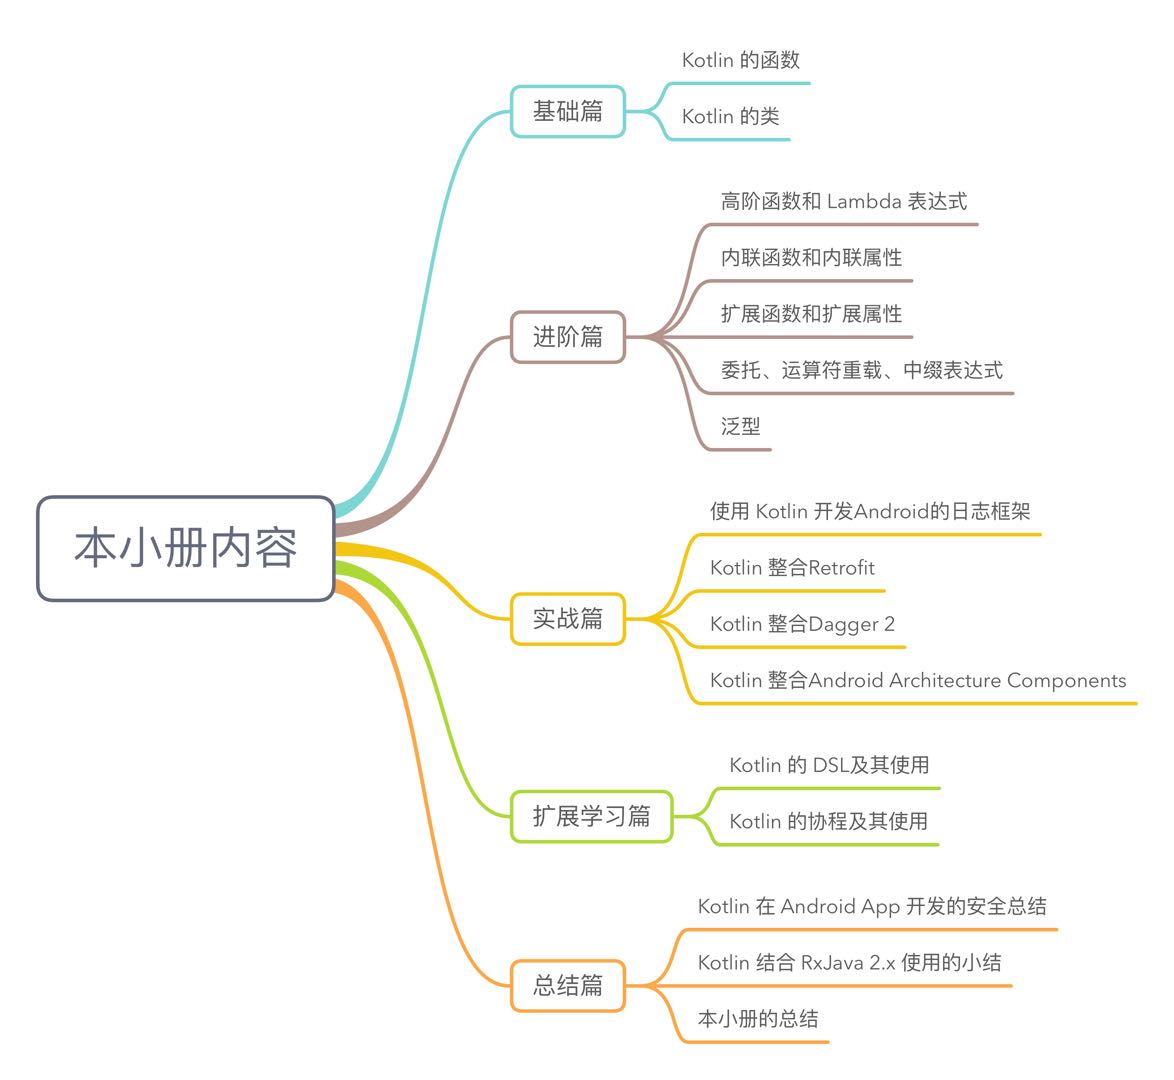 本小册内容
基础篇
Kotlin 的函数
Kotlin 的类
进阶篇
高阶函数和 Lambda 表达式
内联函数和内联属性
扩展函数和扩展属性
委托、运算符重载、中缀表达式
泛型
实战篇
使用 Kotlin 开发Android的日志框架
Kotlin 整合Retrofit
Kotlin 整合Dagger 2
Kotlin 整合Android Architecture Components
扩展学习篇
Kotlin 的 DSL及其使用
Kotlin 的协程及其使用
总结篇
Kotlin 在 Android App 开发的安全总结
Kotlin 结合 RxJava 2.x 使用的小结
本小册的总结